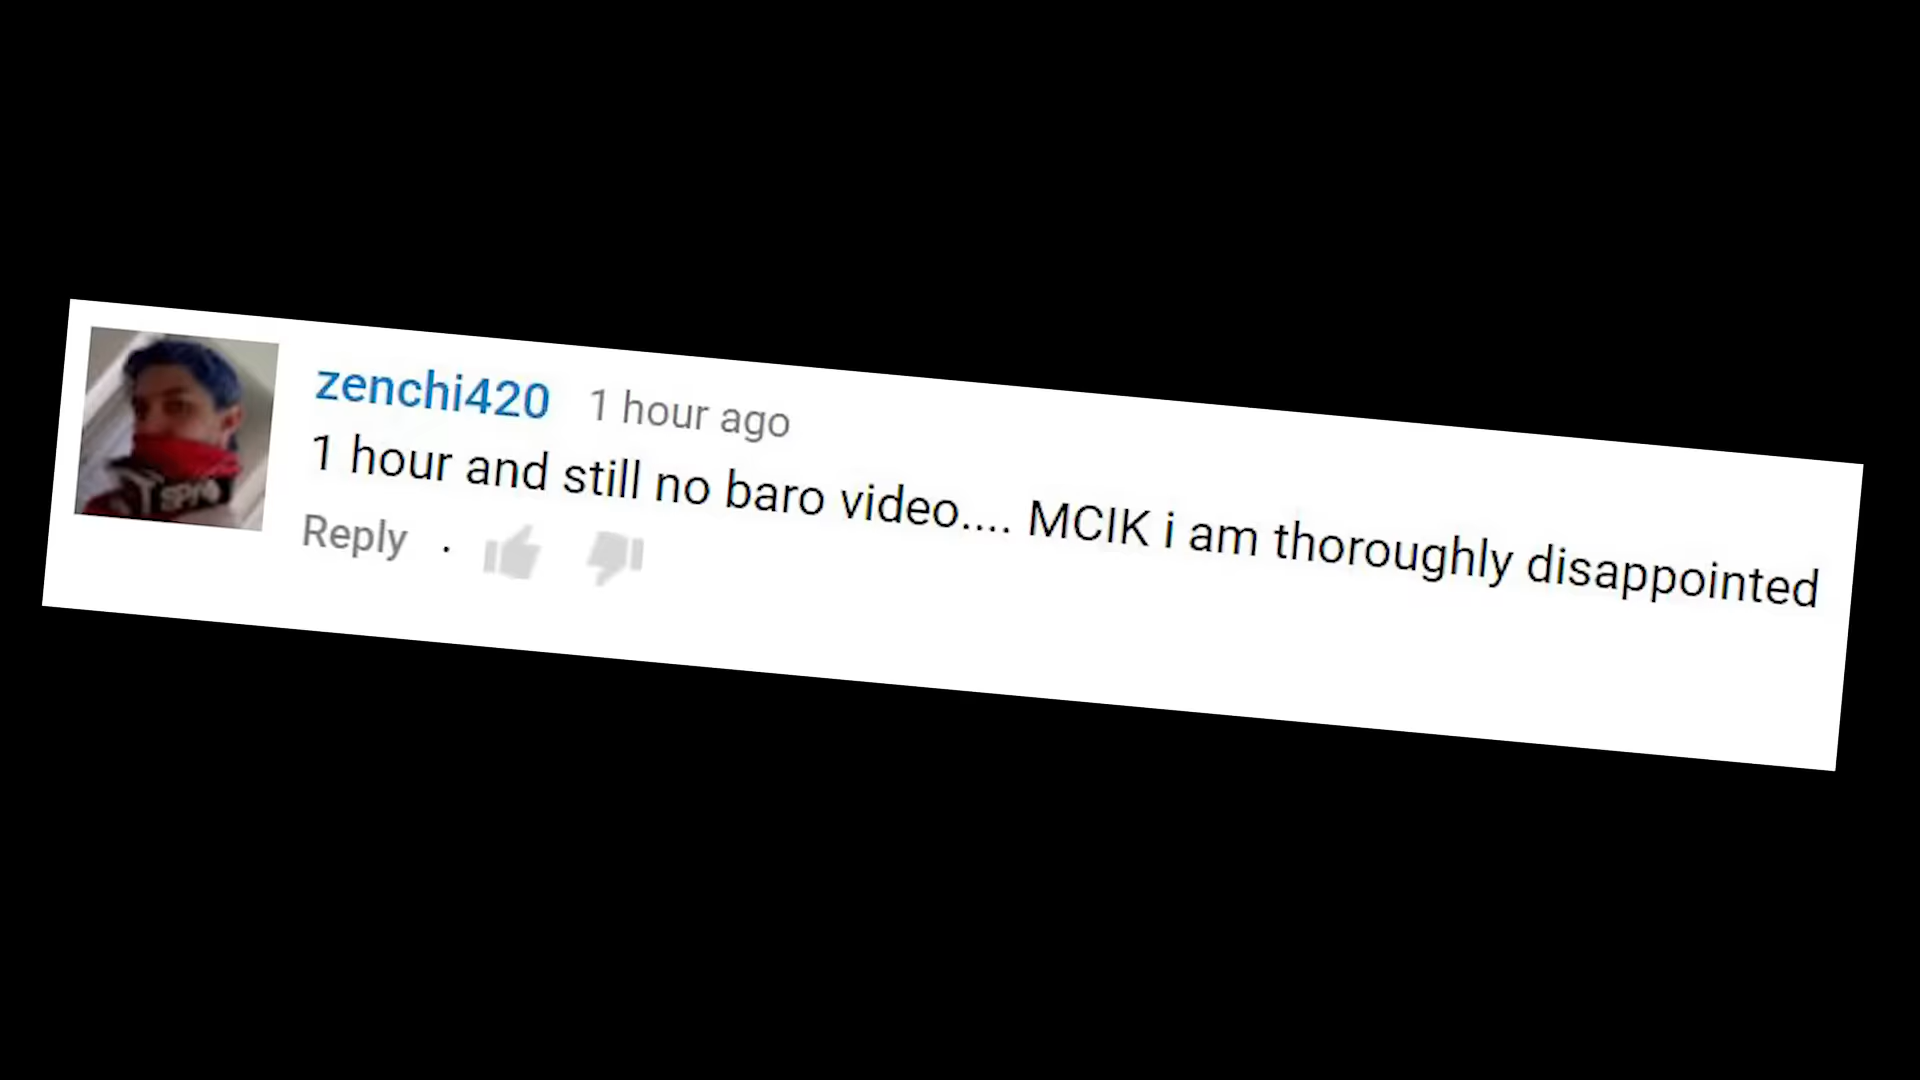 zenchi420 1 hour ago
1 hour and still no baro video.... MCIK i am thoroughly disappointed
Reply .